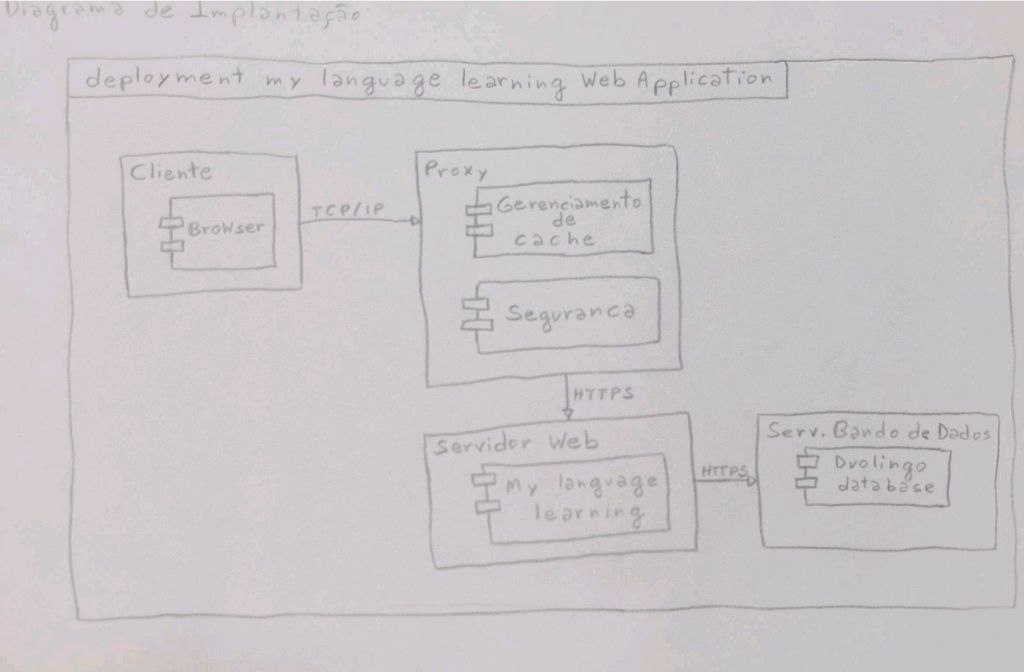 Diagrama de Implantação
deployment my language learning Web Application
Cliente
Browser
TCP/IP
Proxy
Gerenciamento
de
cache
Seguranca
HTTPS
Servidor Web
My language
learning
HTTPS
Serv. Bando de Dados
Duolingo
database